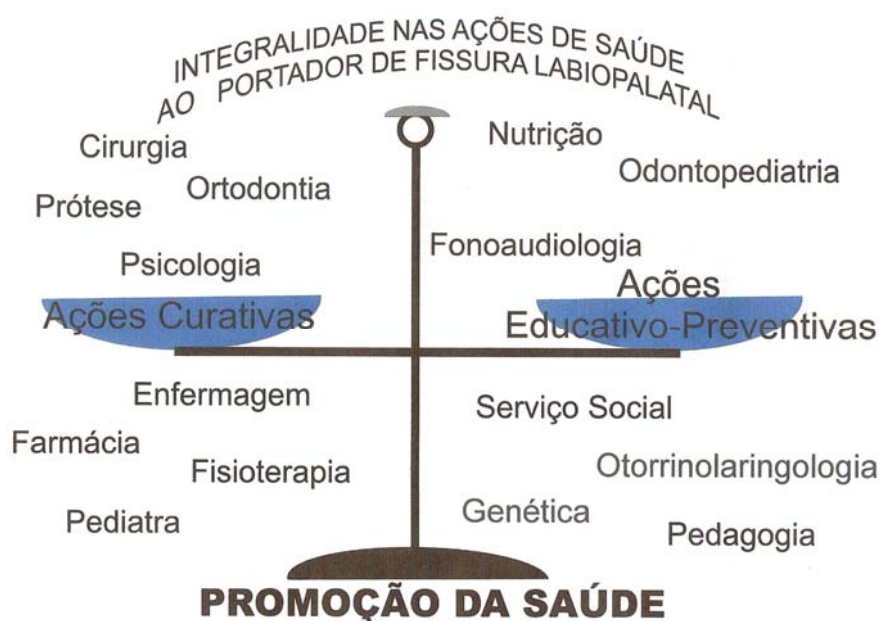 INTEGRALIDADE NAS AÇÕES DE SAÚDE
AO PORTADOR DE FISSURA LABIOPALATAL
Cirurgia
Nutrição
Ortodontia
Odontopediatria
Prótese
Psicologia
Fonoaudiologia
Ações Curativas
Ações
Educativo-Preventivas
Enfermagem
Serviço Social
Farmácia
Fisioterapia
Otorrinolaringologia
Pediatra
Genética
Pedagogia
PROMOÇÃO DA SAÚDE